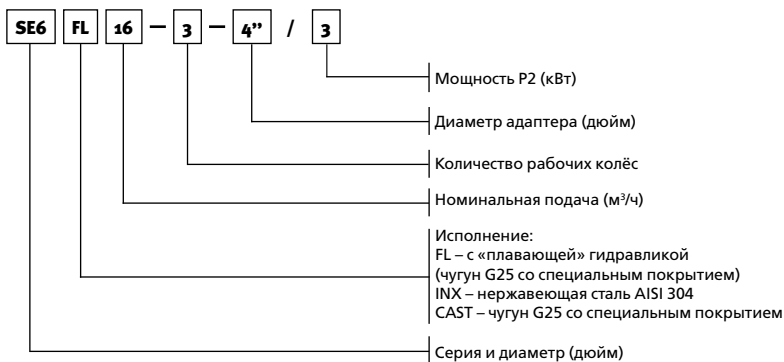 SE6 FL 16 – 3 – 4’’ / 3
Мощность P2 (кВт)
Диаметр адаптера (дюйм)
Количество рабочих колёс
Номинальная подача (м³/ч)
Исполнение:
FL – с «плавающей» гидравликой
(чугун G25 со специальным покрытием)
INX – нержавеющая сталь AISI 304
CAST – чугун G25 со специальным покрытием
Серия и диаметр (дюйм)